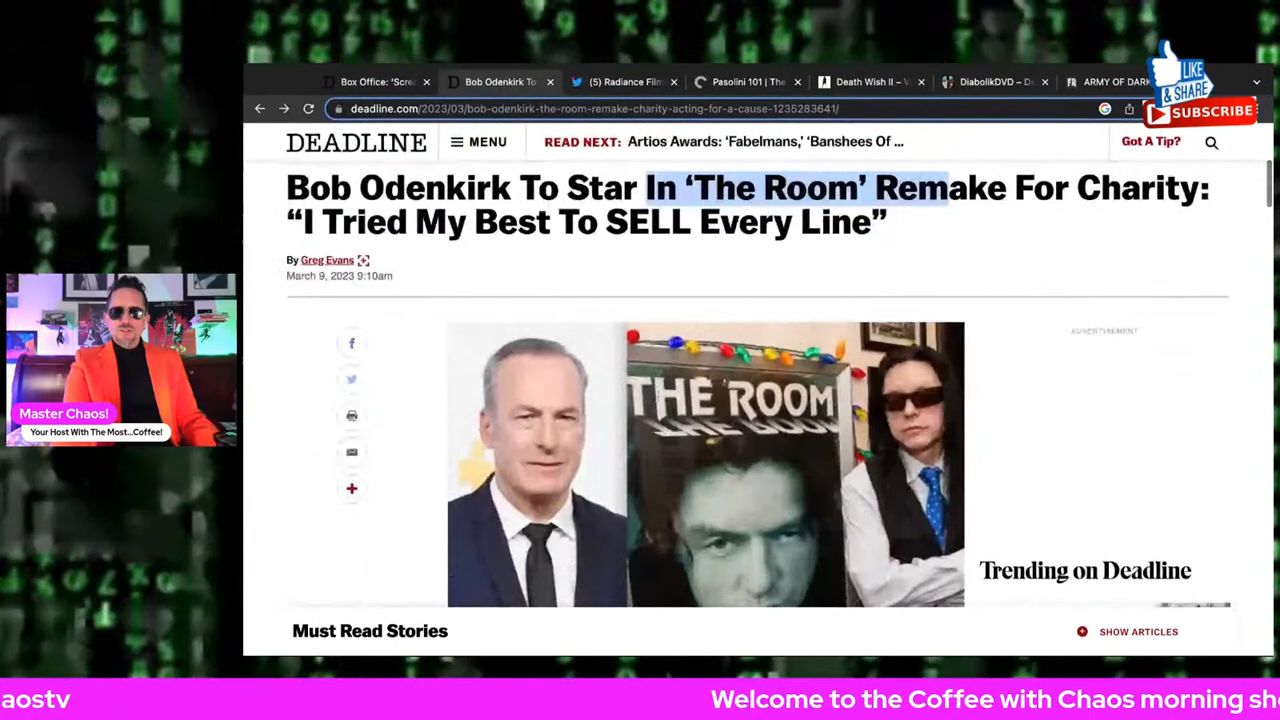 Box Office: 'Screa
Bob Odenkirk To
(5) Radiance Film
Pasolini 101 | The
Death Wish II – V
DiabolikDVD – De
ARMY OF DAR
LIKE
& SHARE
SUBSCRIBE
deadline.com/2023/03/bob-odenkirk-the-room-remake-charity-acting-for-a-cause-1235283641/
DEADLINE
MENU
READ NEXT: Artios Awards: ‘Fabelmans,’ ‘Banshees Of ...
Got A Tip?
Bob Odenkirk To Star In ‘The Room’ Remake For Charity:
“I Tried My Best To SELL Every Line”
By Greg Evans
March 9, 2023 9:10am
ADVERTISEMENT
THE ROOM
Master Chaos!
Your Host With The Most...Coffee!
Trending on Deadline
Must Read Stories
SHOW ARTICLES
aostv
Welcome to the Coffee with Chaos morning sho